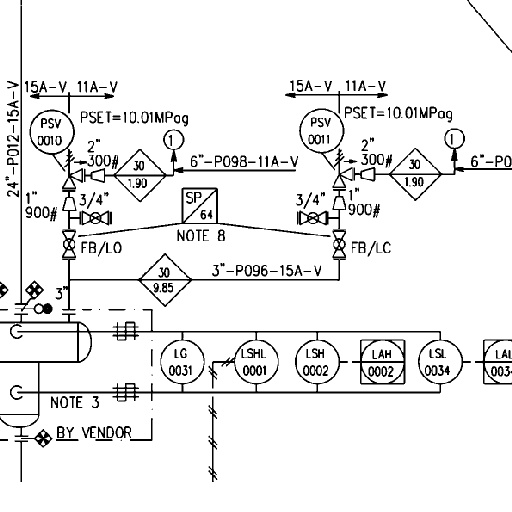 15A-V 11A-V
15A-V 11A-V
24"-P012-15A-V
PSV
0010
PSET=10.01MPag
PSV
0011
PSET=10.01MPag
2"
300#
30
1.90
1
6"-P098-11A-V
2"
300#
30
1.90
1
6"-P0
1"
900#
3/4"
SP
64
NOTE 8
3/4"
1"
900#
FB/LO
FB/LC
30
9.85
3"-P096-15A-V
3"
LG
0031
LSHL
0001
LSH
0002
LAH
0002
LSL
0034
LAL
0034
NOTE 3
BY VENDOR